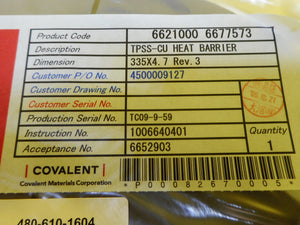 Product Code 6621000 6677573
Description TPSS-CU HEAT BARRIER
Dimension 335X4.7 Rev.3
Customer P/O No. 4500009127
Customer Drawing No.
Customer Serial No.
Production Serial No. TC09-9-59
Instruction No. 1006640401 Quantity
Acceptance No. 6652903 1
COVALENT
Covalent Materials Corporation
*P00082670005*
480-610-1604